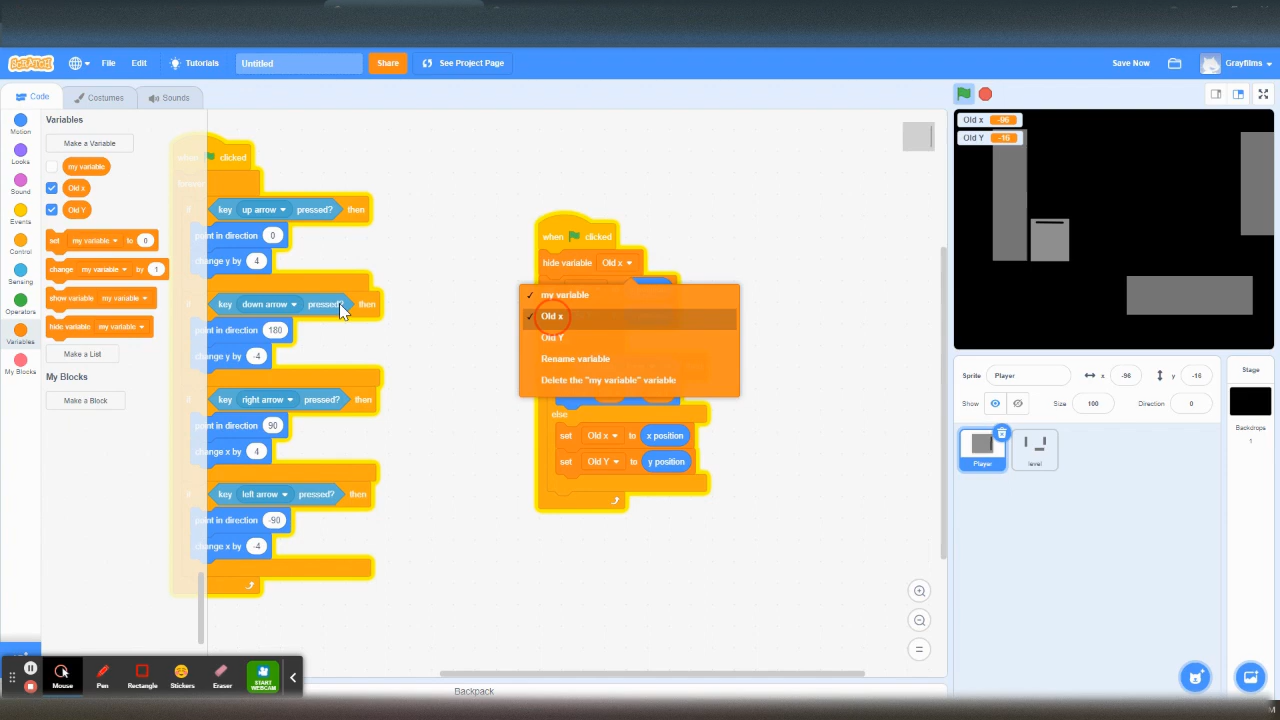 SCRATCH
File
Edit
Tutorials
Untitled
Share
See Project Page
Save Now
Grayfilms
Code
Costumes
Sounds
Motion
Looks
Sound
Events
Control
Sensing
Operators
Variables
My Blocks
Variables
Make a Variable
my variable
Old x
Old Y
set my variable to 0
change my variable by 1
show variable my variable
hide variable my variable
Make a List
My Blocks
Make a Block
when clicked
forever
if key up arrow pressed? then
point in direction 0
change y by 4
if key down arrow pressed? then
point in direction 180
change y by -4
if key right arrow pressed? then
point in direction 90
change x by 4
if key left arrow pressed? then
point in direction -90
change x by -4
when clicked
hide variable Old x
my variable
Old x
Old Y
Rename variable
Delete the "my variable" variable
else
set Old x to x position
set Old Y to y position
Old x -96
Old Y -16
Sprite Player x -96 y -16
Show Size 100 Direction 0
Player
level
Stage
Backdrops
1
Backpack
Mouse
Pen
Rectangle
Stickers
Eraser
START
WEBCAM